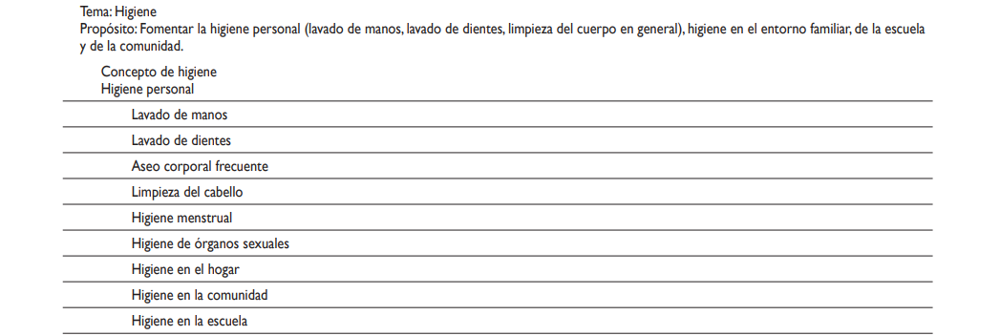 Tema: Higiene
Propósito: Fomentar la higiene personal (lavado de manos, lavado de dientes, limpieza del cuerpo en general), higiene en el entorno familiar, de la escuela
y de la comunidad.
Concepto de higiene
Higiene personal
Lavado de manos
Lavado de dientes
Aseo corporal frecuente
Limpieza del cabello
Higiene menstrual
Higiene de órganos sexuales
Higiene en el hogar
Higiene en la comunidad
Higiene en la escuela